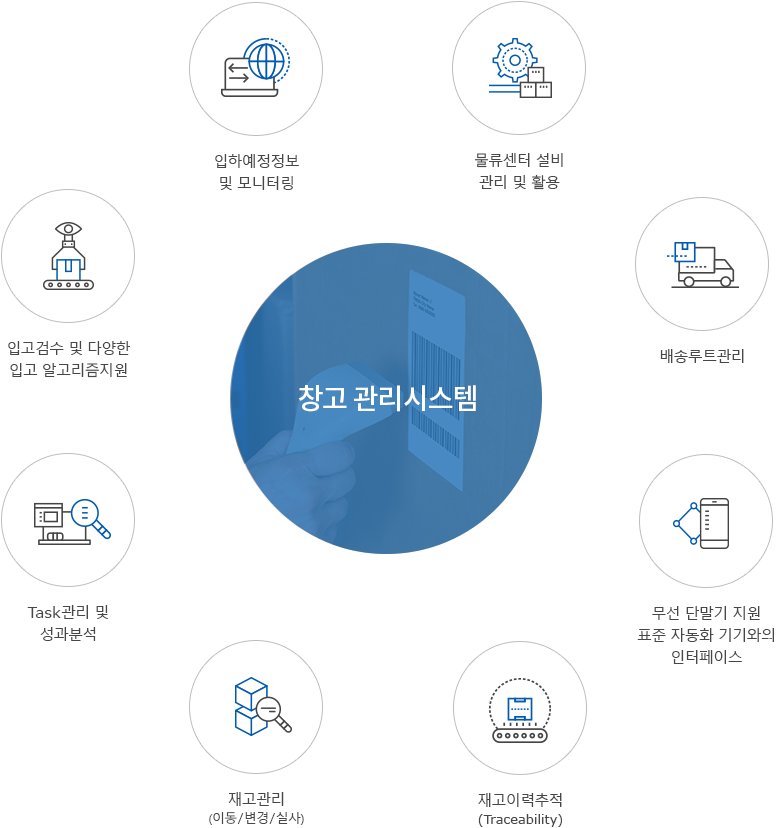 입하예정정보
및 모니터링
물류센터 설비
관리 및 활용
입고검수 및 다양한
입고 알고리즘지원
배송루트관리
창고 관리시스템
Task관리 및
성과분석
무선 단말기 지원
표준 자동화 기기와의
인터페이스
재고관리
(이동/변경/실사)
재고이력추적
(Traceability)